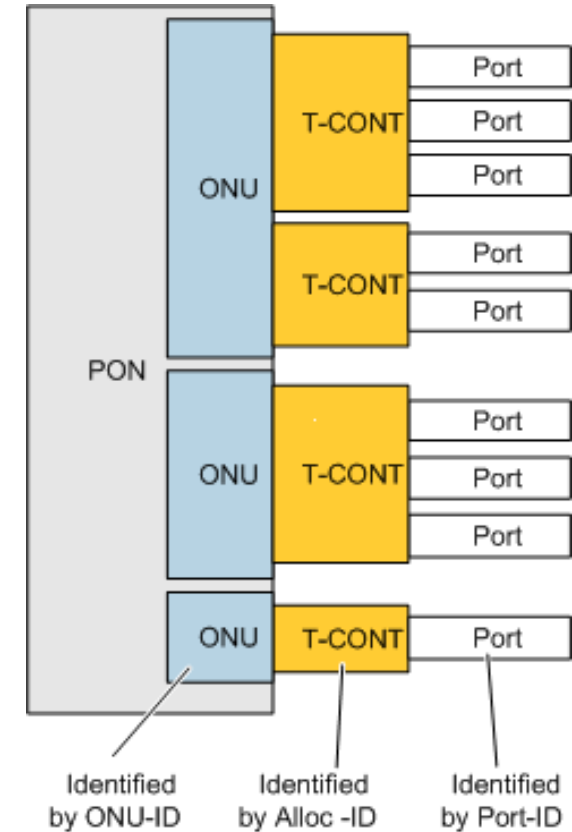 Port
T-CONT
Port
ONU
Port
Port
T-CONT
Port
PON
Port
ONU
T-CONT
Port
Port
ONU
T-CONT
Port
Identified
by ONU-ID
Identified
by Alloc -ID
Identified
by Port-ID